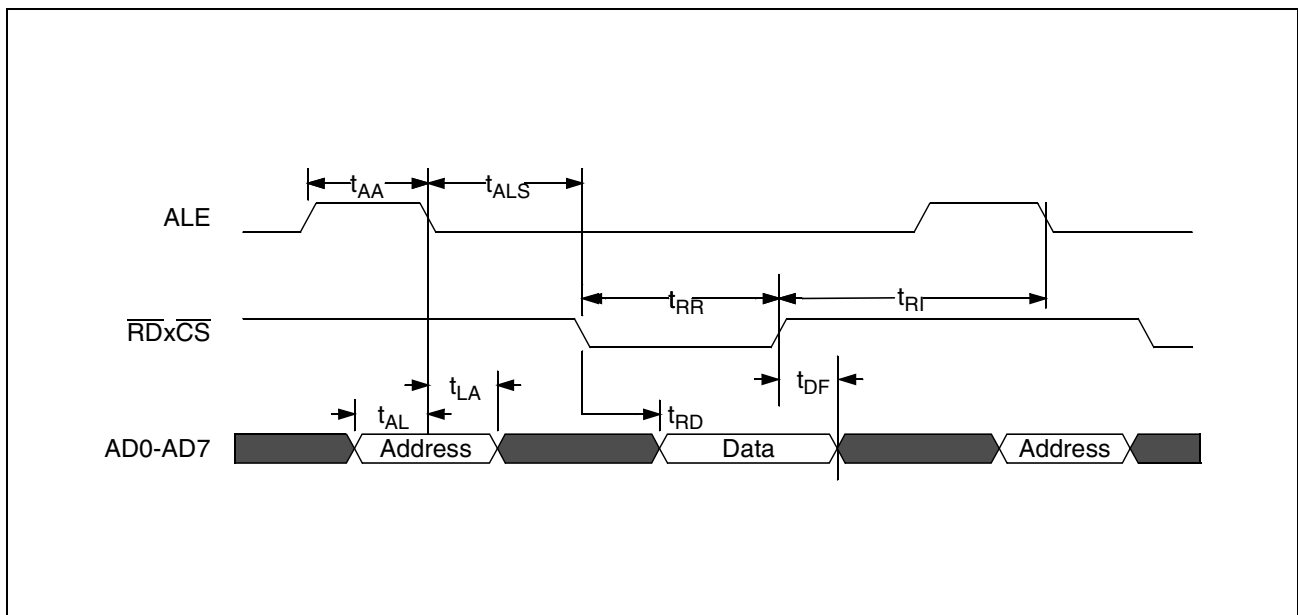 tAA
tALS
ALE
tRR
tRI
RDxCS
tLA
tDF
tAL
tRD
AD0-AD7
Address
Data
Address